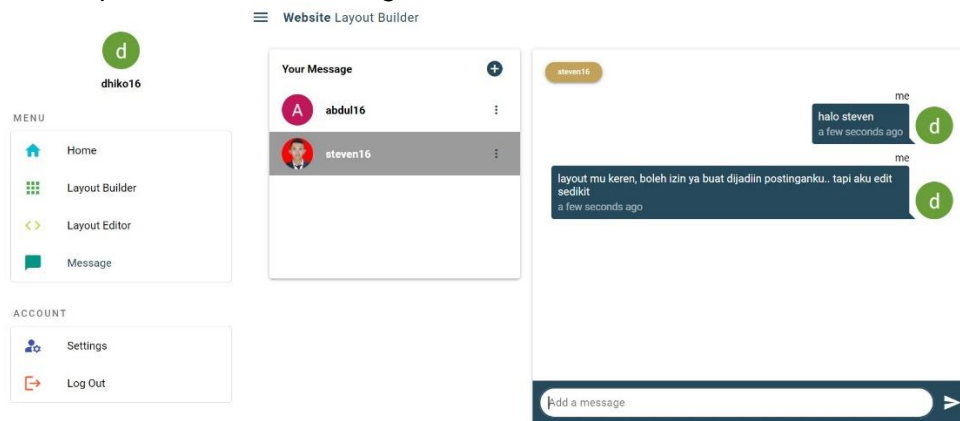 d
dhiko16
MENU
Home
Layout Builder
Layout Editor
Message
ACCOUNT
Settings
Log Out
Website Layout Builder
Your Message
A
abdul16
steven16
steven16
me
halo steven
a few seconds ago
d
me
layout mu keren, boleh izin ya buat dijadiin postinganku.. tapi aku edit
sedikit
a few seconds ago
d
Add a message